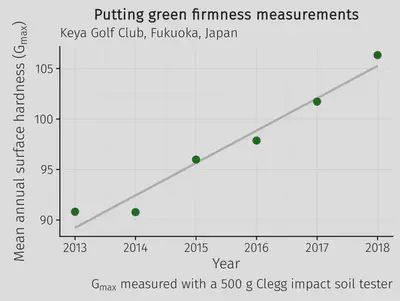 Putting green firmness measurements
Keya Golf Club, Fukuoka, Japan
Mean annual surface hardness (Gmax)
105
100
95
90
2013 2014 2015 2016 2017 2018
Year
Gmax measured with a 500 g Clegg impact soil tester